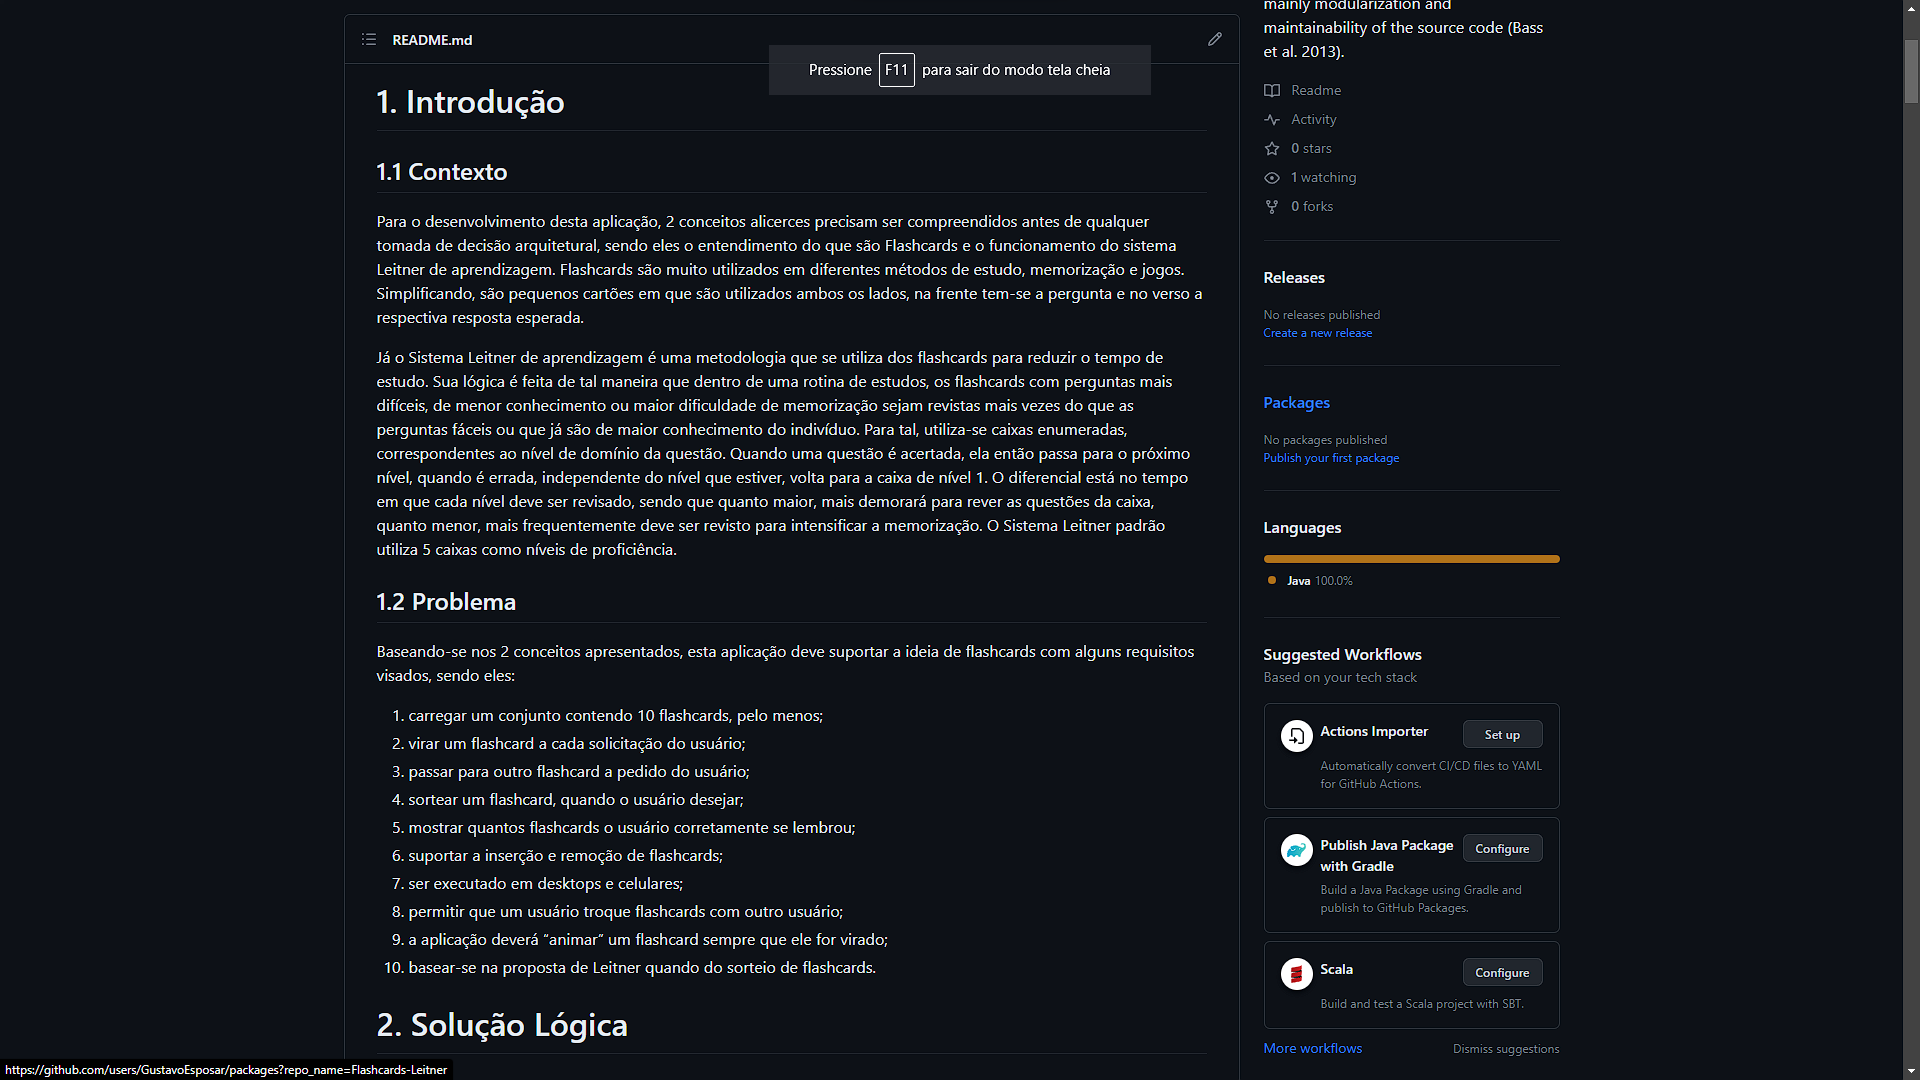 README.md
Pressione F11 para sair do modo tela cheia
1. Introdução
1.1 Contexto
Para o desenvolvimento desta aplicação, 2 conceitos alicerces precisam ser compreendidos antes de qualquer
tomada de decisão arquitetural, sendo eles o entendimento do que são Flashcards e o funcionamento do sistema
Leitner de aprendizagem. Flashcards são muito utilizados em diferentes métodos de estudo, memorização e jogos.
Simplificando, são pequenos cartões em que são utilizados ambos os lados, na frente tem-se a pergunta e no verso a
respectiva resposta esperada.
Já o Sistema Leitner de aprendizagem é uma metodologia que se utiliza dos flashcards para reduzir o tempo de
estudo. Sua lógica é feita de tal maneira que dentro de uma rotina de estudos, os flashcards com perguntas mais
difíceis, de menor conhecimento ou maior dificuldade de memorização sejam revistas mais vezes do que as
perguntas fáceis ou que já são de maior conhecimento do indivíduo. Para tal, utiliza-se caixas enumeradas,
correspondentes ao nível de domínio da questão. Quando uma questão é acertada, ela então passa para o próximo
nível, quando é errada, independente do nível que estiver, volta para a caixa de nível 1. O diferencial está no tempo
em que cada nível deve ser revisado, sendo que quanto maior, mais demorará para rever as questões da caixa,
quanto menor, mais frequentemente deve ser revisto para intensificar a memorização. O Sistema Leitner padrão
utiliza 5 caixas como níveis de proficiência.
1.2 Problema
Baseando-se nos 2 conceitos apresentados, esta aplicação deve suportar a ideia de flashcards com alguns requisitos
visados, sendo eles:
1. carregar um conjunto contendo 10 flashcards, pelo menos;
2. virar um flashcard a cada solicitação do usuário;
3. passar para outro flashcard a pedido do usuário;
4. sortear um flashcard, quando o usuário desejar;
5. mostrar quantos flashcards o usuário corretamente se lembrou;
6. suportar a inserção e remoção de flashcards;
7. ser executado em desktops e celulares;
8. permitir que um usuário troque flashcards com outro usuário;
9. a aplicação deverá “animar” um flashcard sempre que ele for virado;
10. basear-se na proposta de Leitner quando do sorteio de flashcards.
2. Solução Lógica
mainly modularization and
maintainability of the source code (Bass
et al. 2013).
Readme
Activity
0 stars
1 watching
0 forks
Releases
No releases published
Create a new release
Packages
No packages published
Publish your first package
Languages
Java 100.0%
Suggested Workflows
Based on your tech stack
Actions Importer
Set up
Automatically convert CI/CD files to YAML
for GitHub Actions.
Publish Java Package
with Gradle
Configure
Build a Java Package using Gradle and
publish to GitHub Packages.
Scala
Configure
Build and test a Scala project with SBT.
More workflows
Dismiss suggestions
https://github.com/users/GustavoEsposar/packages?repo_name=Flashcards-Leitner